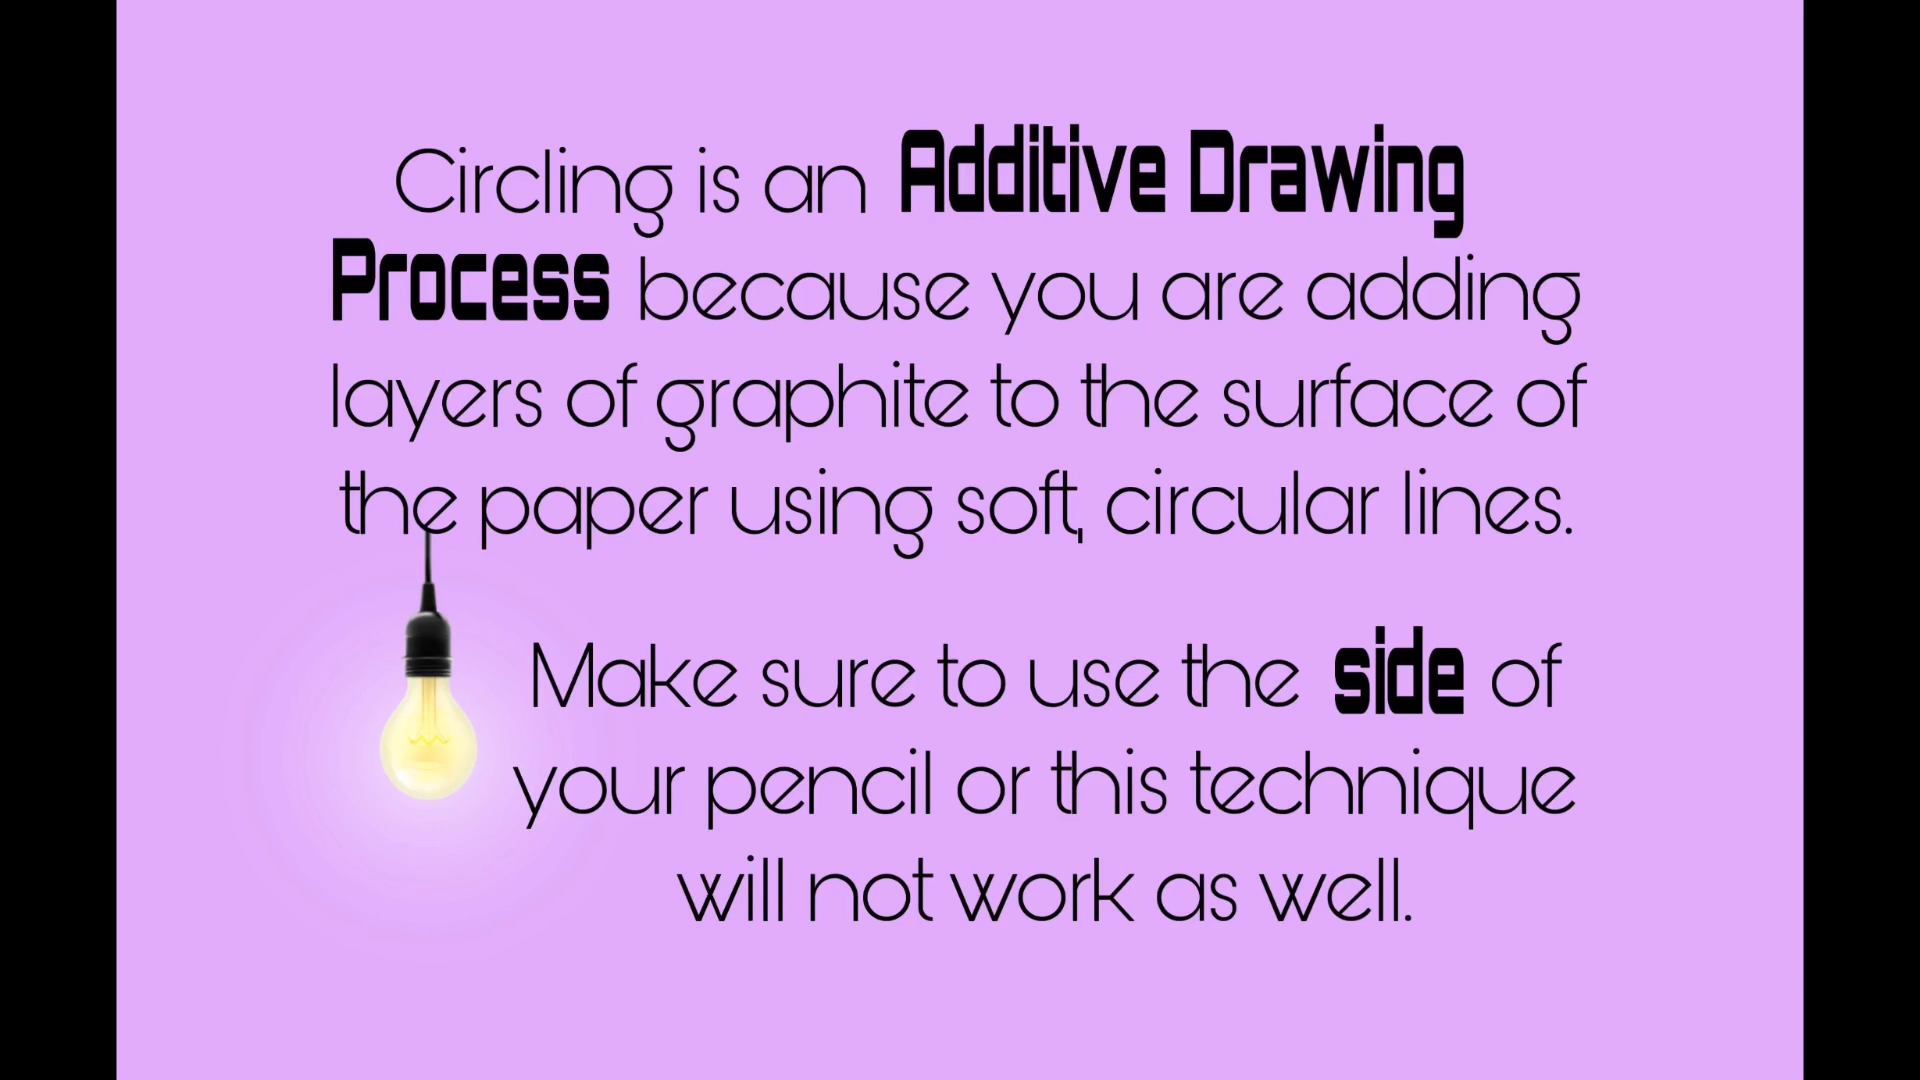 Circling is an Additive Drawing
Process because you are adding
layers of graphite to the surface of
the paper using soft, circular lines.
Make sure to use the side of
your pencil or this technique
will not work as well.